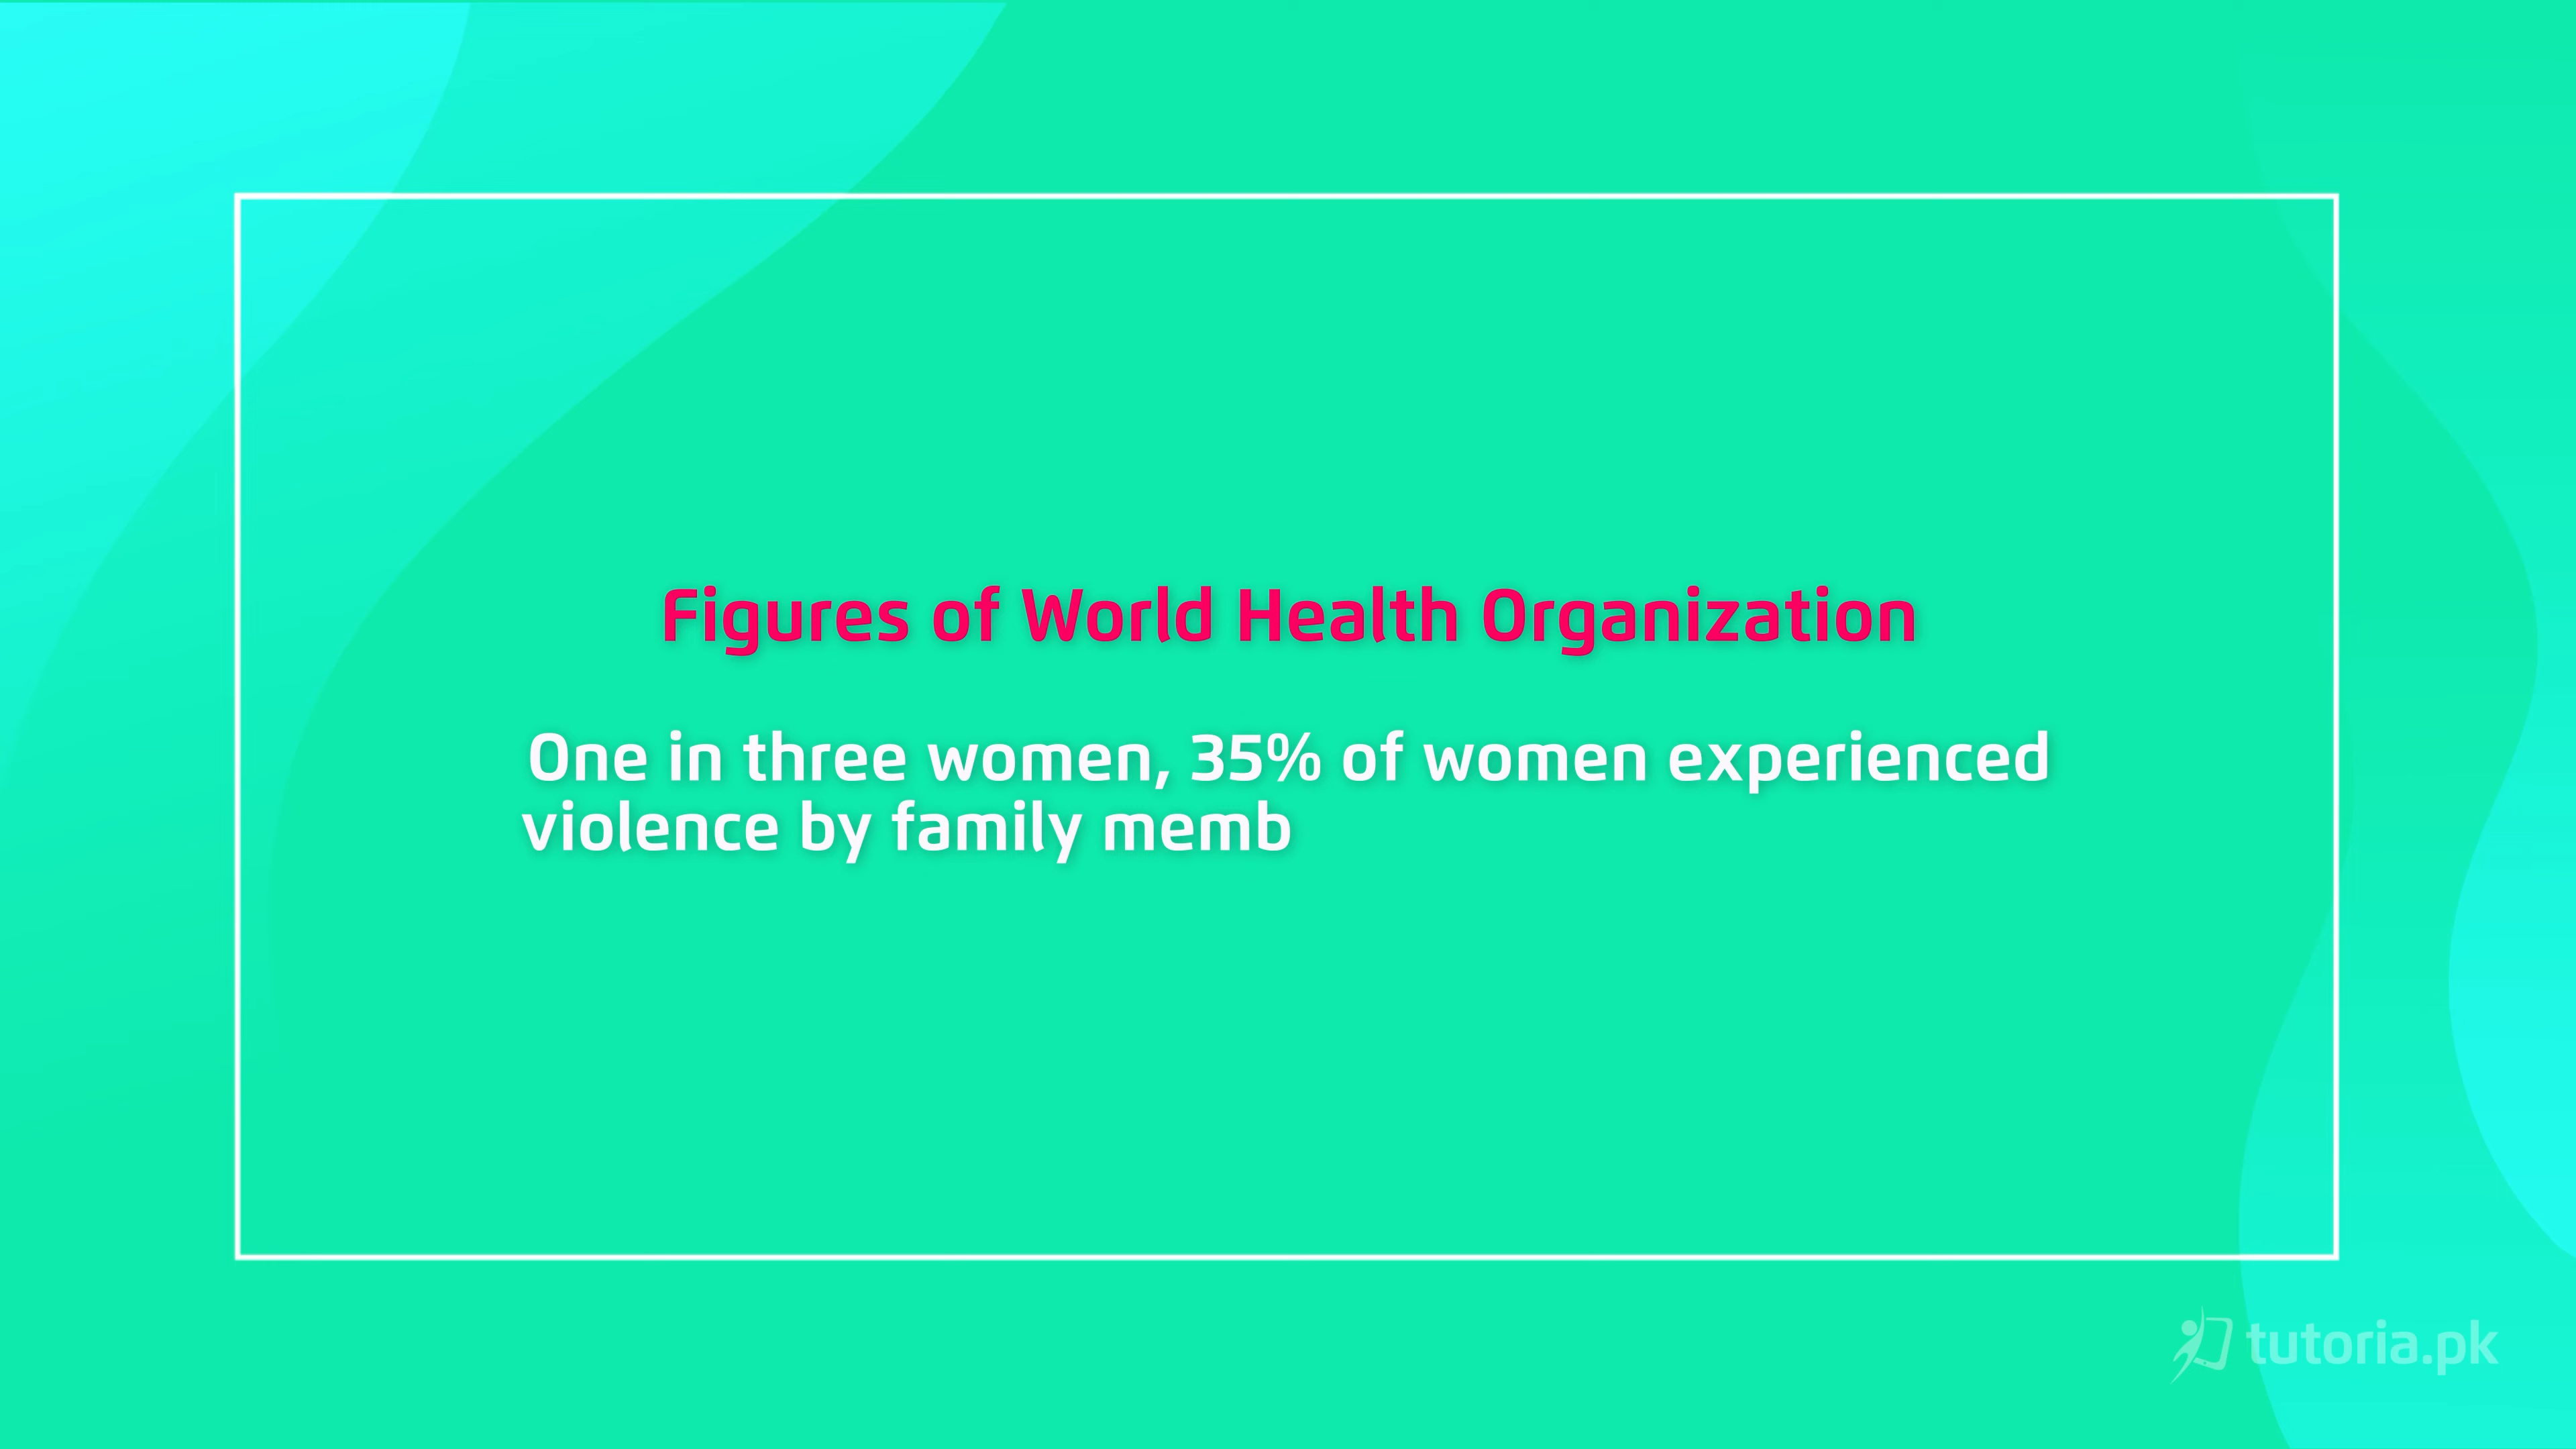 Figures of World Health Organization
One in three women, 35% of women experienced
violence by family memb
tutoria.pk